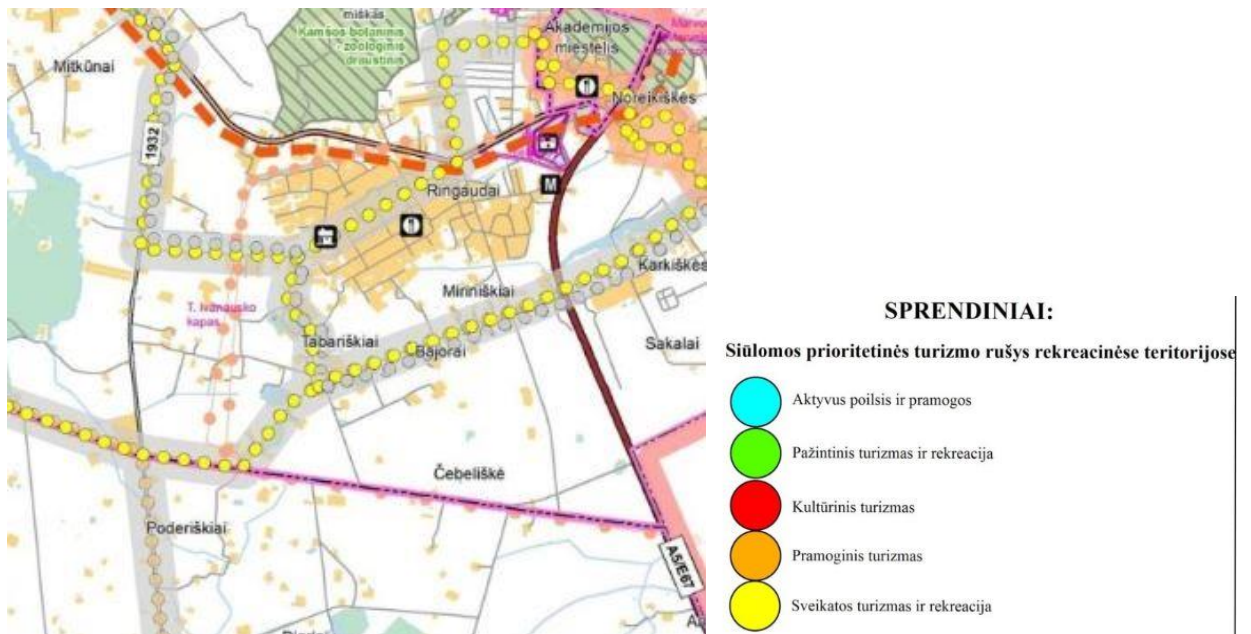 miškas
Kamšos botaninis
zoologinis
draustinis
Akademijos
miestelis
Mitkūnai
Noreikiškės
1932
Ringaudai
M
Karkiškės
Miriniškiai
T. Ivanausko
kapas
Tabariškiai
Bajorai
Sakalai
Čebeliškė
Poderiškiai
A5/E67
SPRENDINIAI:
Siūlomos prioritetinės turizmo rušys rekreacinėse teritorijose
Aktyvus poilsis ir pramogos
Pažintinis turizmas ir rekreacija
Kultūrinis turizmas
Pramoginis turizmas
Sveikatos turizmas ir rekreacija